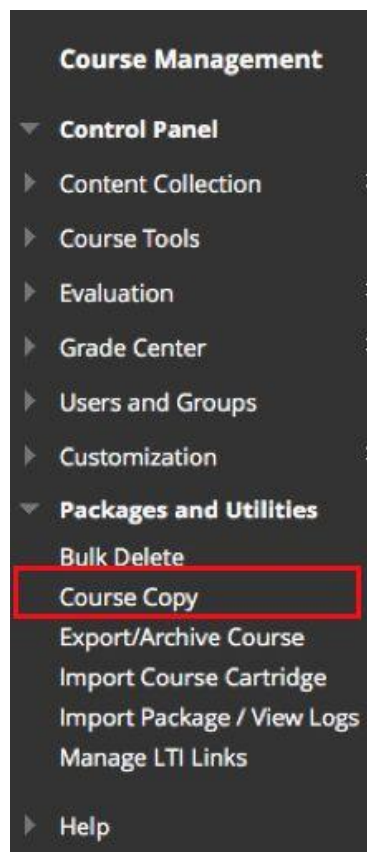 Course Management
Control Panel
Content Collection
Course Tools
Evaluation
Grade Center
Users and Groups
Customization
Packages and Utilities
Bulk Delete
Course Copy
Export/Archive Course
Import Course Cartridge
Import Package / View Logs
Manage LTI Links
Help